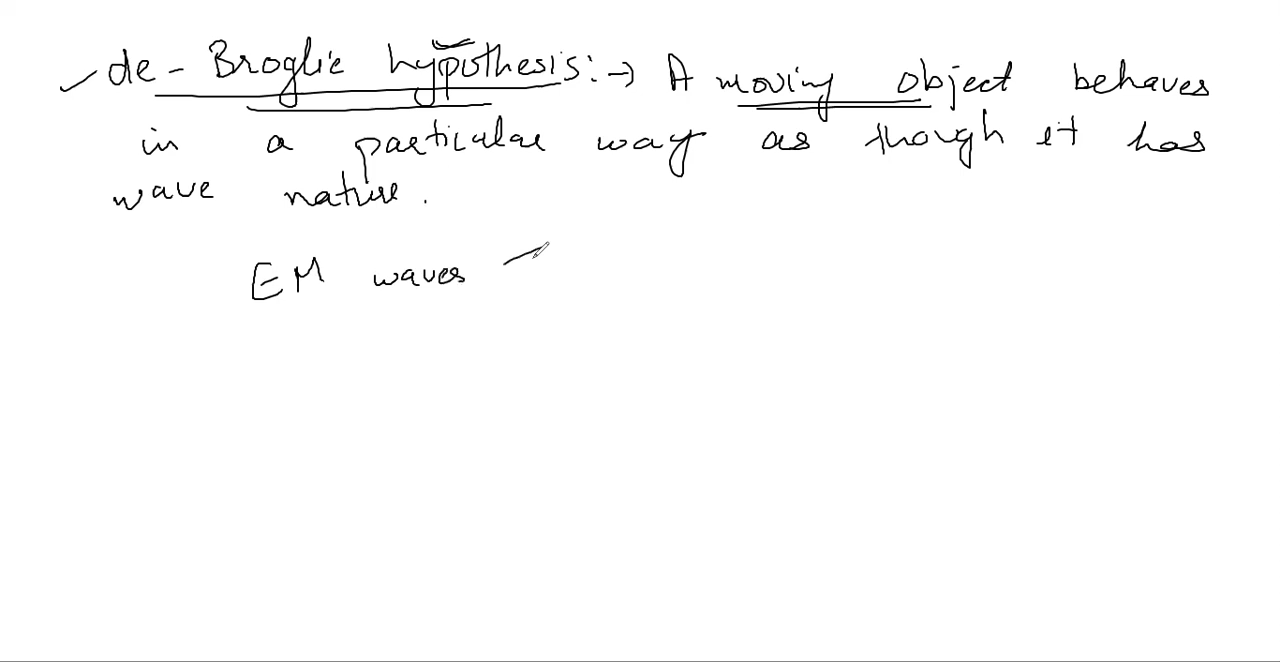 de - Broglie hypothesis :→ A moving object behaves
in a particular way as though it has
wave nature.
EM waves